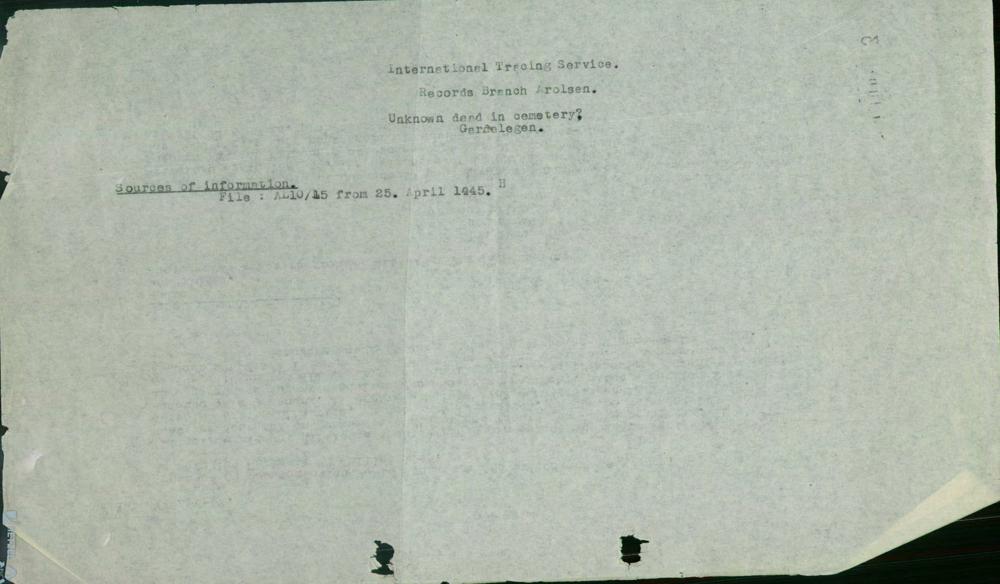 International Tracing Service.
Records Branch Arolsen.
Unknown dead in cemetery?
Gardelegen.
Sources of information.
File : AL10/15 from 25. April 1445. H